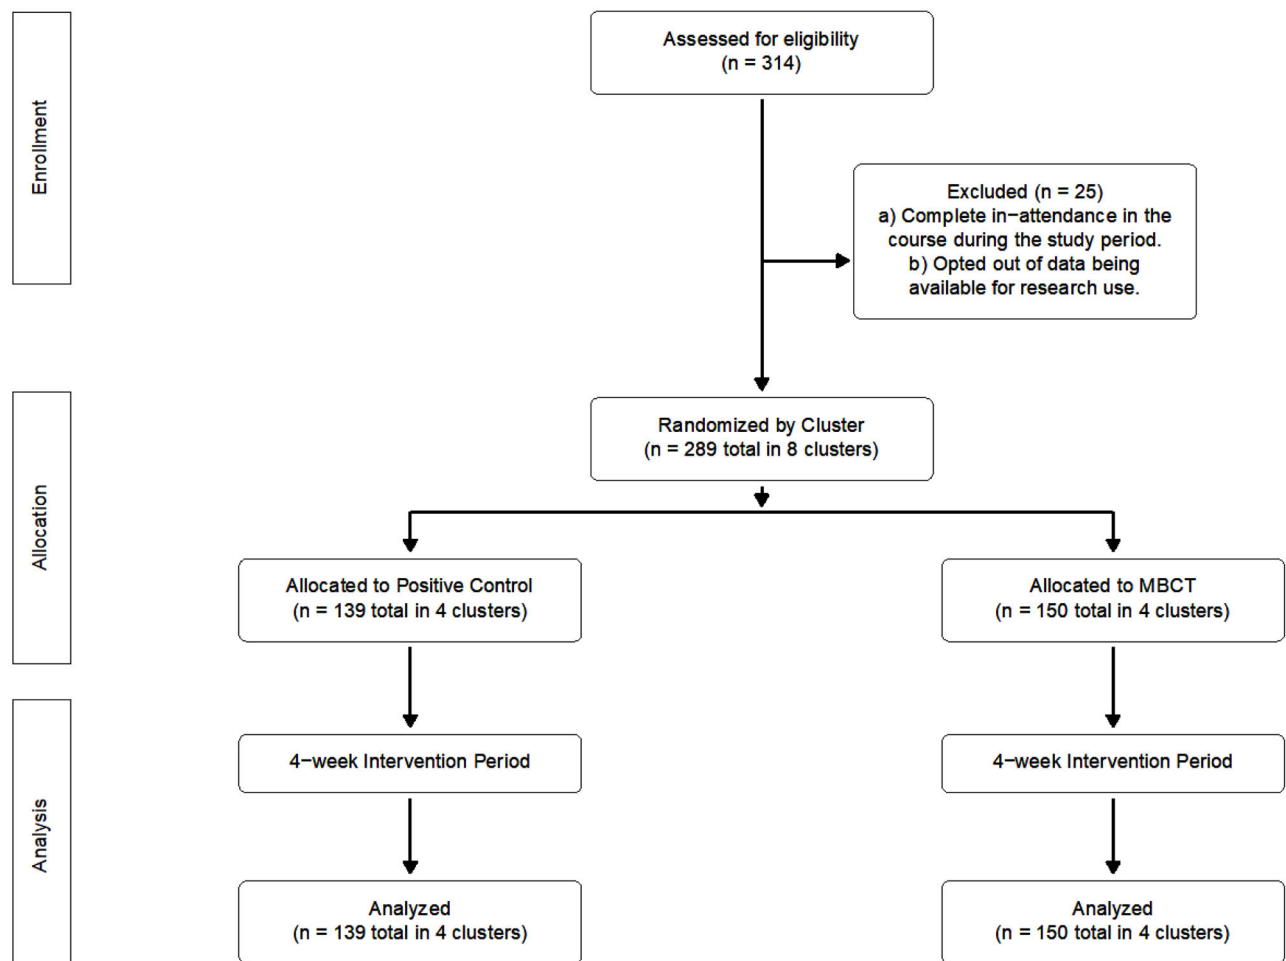 Enrollment
Assessed for eligibility
(n = 314)
Excluded (n = 25)
a) Complete in−attendance in the
course during the study period.
b) Opted out of data being
available for research use.
Allocation
Randomized by Cluster
(n = 289 total in 8 clusters)
Allocated to Positive Control
(n = 139 total in 4 clusters)
Allocated to MBCT
(n = 150 total in 4 clusters)
Analysis
4−week Intervention Period
4−week Intervention Period
Analyzed
(n = 139 total in 4 clusters)
Analyzed
(n = 150 total in 4 clusters)